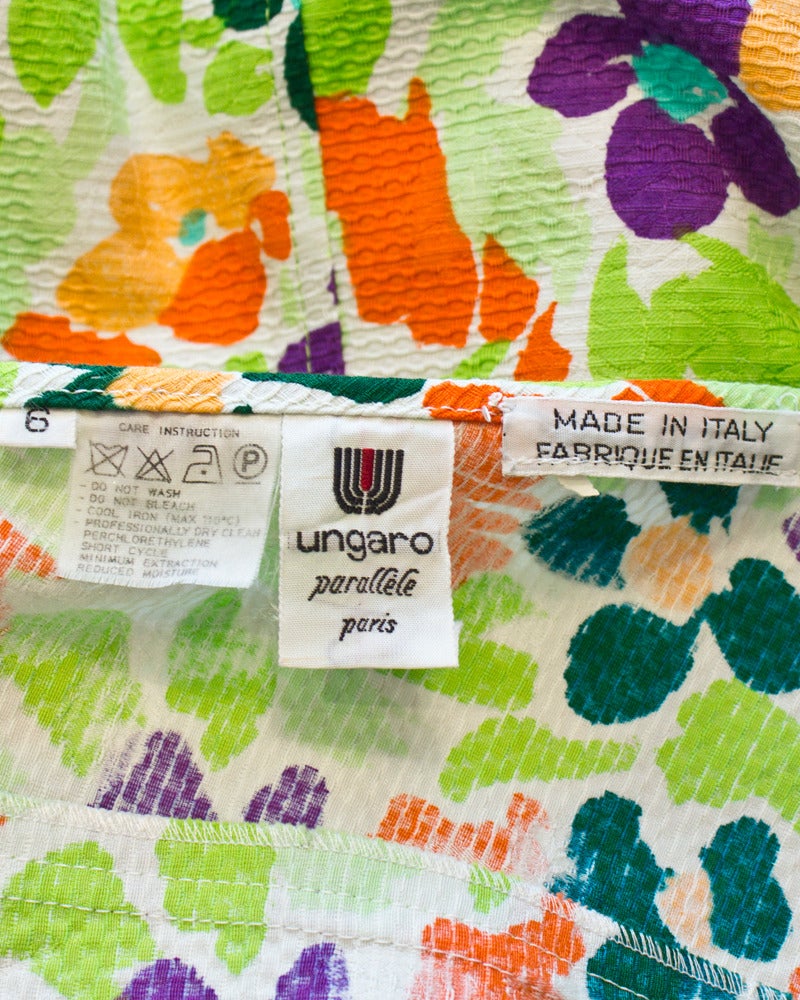 6
CARE INSTRUCTION
P
- DO NOT WASH
- DO NOT BLEACH
- COOL IRON (MAX 110°C)
- PROFESSIONALLY DRY CLEAN
PERCHLORETHYLENE
SHORT CYCLE
MINIMUM EXTRACTION
REDUCED MOISTURE
ungaro
parallèle
paris
MADE IN ITALY
FABRIQUE EN ITALIE